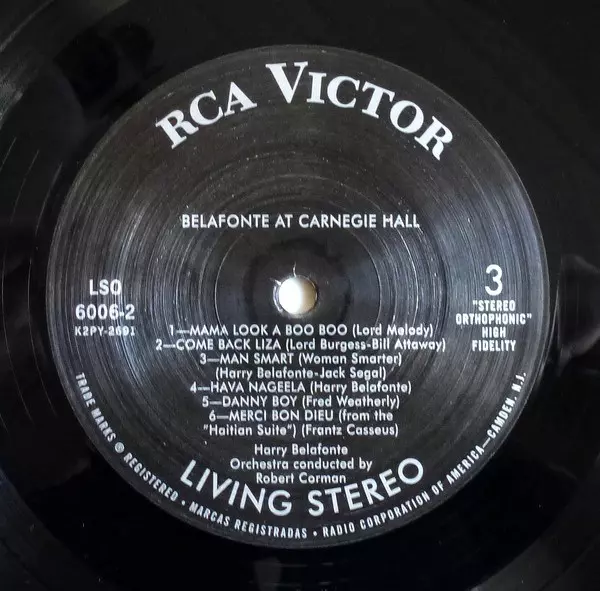 RCA VICTOR
BELAFONTE AT CARNEGIE HALL
LSO
6006-2
K2PY-2691
3
"STEREO
ORTHOPHONIC"
HIGH
FIDELITY
1—MAMA LOOK A BOO BOO (Lord Melody)
2—COME BACK LIZA (Lord Burgess-Bill Attaway)
3—MAN SMART (Woman Smarter)
(Harry Belafonte-Jack Segal)
4—HAVA NAGEELA (Harry Belafonte)
5—DANNY BOY (Fred Weatherly)
6—MERCI BON DIEU (from the
"Haitian Suite") (Frantz Casseus)
Harry Belafonte
Orchestra conducted by
Robert Corman
LIVING STEREO
TRADE MARKS ® REGISTERED • MARCAS REGISTRADAS • RADIO CORPORATION OF AMERICA—CAMDEN, N.J.